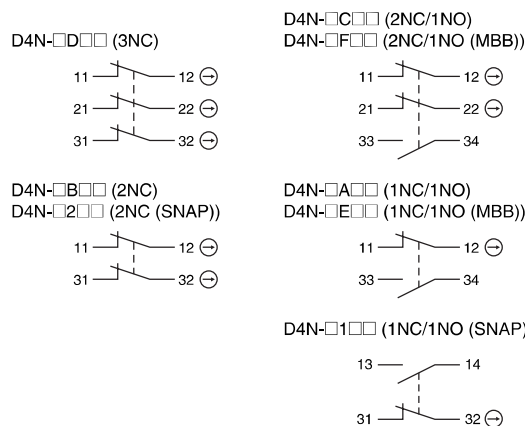 D4N-□D□□ (3NC)
11 12
21 22
31 32
D4N-□B□□ (2NC)
D4N-□2□□ (2NC (SNAP))
11 12
31 32
D4N-□C□□ (2NC/1NO)
D4N-□F□□ (2NC/1NO (MBB))
11 12
21 22
33 34
D4N-□A□□ (1NC/1NO)
D4N-□E□□ (1NC/1NO (MBB))
11 12
33 34
D4N-□1□□ (1NC/1NO (SNAP)
13 14
31 32